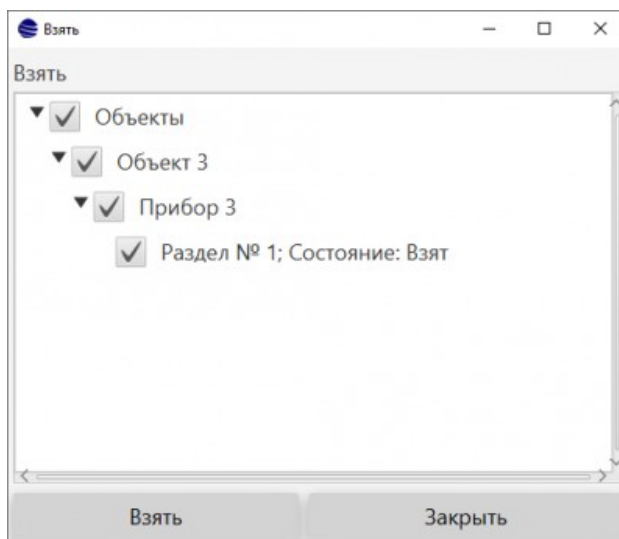 Взять
Взять
Объекты
Объект 3
Прибор 3
Раздел № 1; Состояние: Взят
Взять
Закрыть